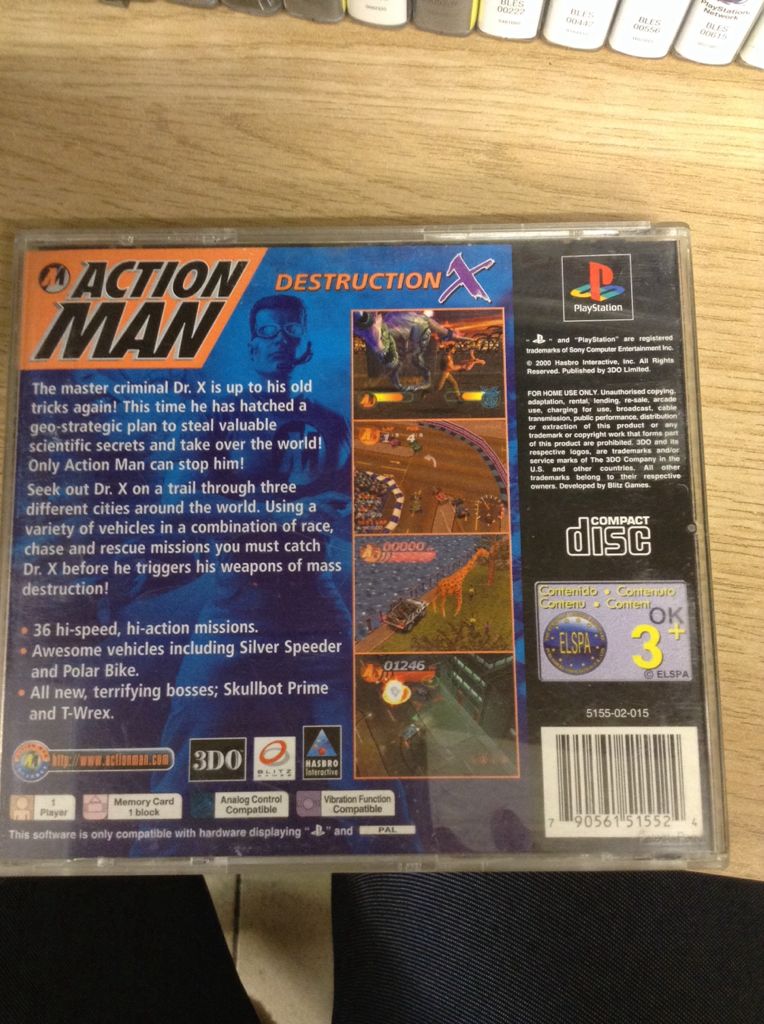 BLES
00222
BLES
00442
BLES
00556
PlayStation
Network
BLES
00615
ACTION
MAN
DESTRUCTION X
The master criminal Dr. X is up to his old
tricks again! This time he has hatched a
geo-strategic plan to steal valuable
scientific secrets and take over the world!
Only Action Man can stop him!
Seek out Dr. X on a trail through three
different cities around the world. Using a
variety of vehicles in a combination of race,
chase and rescue missions you must catch
Dr. X before he triggers his weapons of mass
destruction!
• 36 hi-speed, hi-action missions.
• Awesome vehicles including Silver Speeder
and Polar Bike.
• All new, terrifying bosses; Skullbot Prime
and T-Wrex.
00000
01246
http://www.actionman.com
3DO
BLITZ
GAMES
HASBRO
Interactive
1
Player
Memory Card
1 block
Analog Control
Compatible
Vibration Function
Compatible
This software is only compatible with hardware displaying " " and PAL
PlayStation
" " and "PlayStation" are registered
trademarks of Sony Computer Entertainment Inc.
© 2000 Hasbro Interactive, Inc. All Rights
Reserved. Published by 3DO Limited.
FOR HOME USE ONLY. Unauthorised copying,
adaptation, rental, lending, re-sale, arcade
use, charging for use, broadcast, cable
transmission, public performance, distribution
or extraction of this product or any
trademark or copyright work that forms part
of this product are prohibited. 3DO and its
respective logos, are trademarks and/or
service marks of The 3DO Company in the
U.S. and other countries. All other
trademarks belong to their respective
owners. Developed by Blitz Games.
COMPACT
disc
Contenido • Contenuto
Contenu • Content
OK
ELSPA
3+
© ELSPA
5155-02-015
7 90561 51552 4